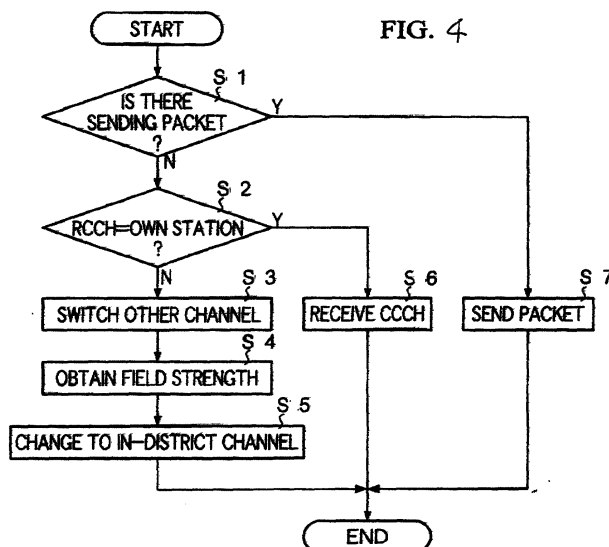 START
FIG. 4
S 1
IS THERE
SENDING PACKET
?
Y
N
S 2
RCCH=OWN STATION
?
Y
N
S 3
SWITCH OTHER CHANNEL
S 6
RECEIVE CCCH
S 7
SEND PACKET
S 4
OBTAIN FIELD STRENGTH
S 5
CHANGE TO IN-DISTRICT CHANNEL
END